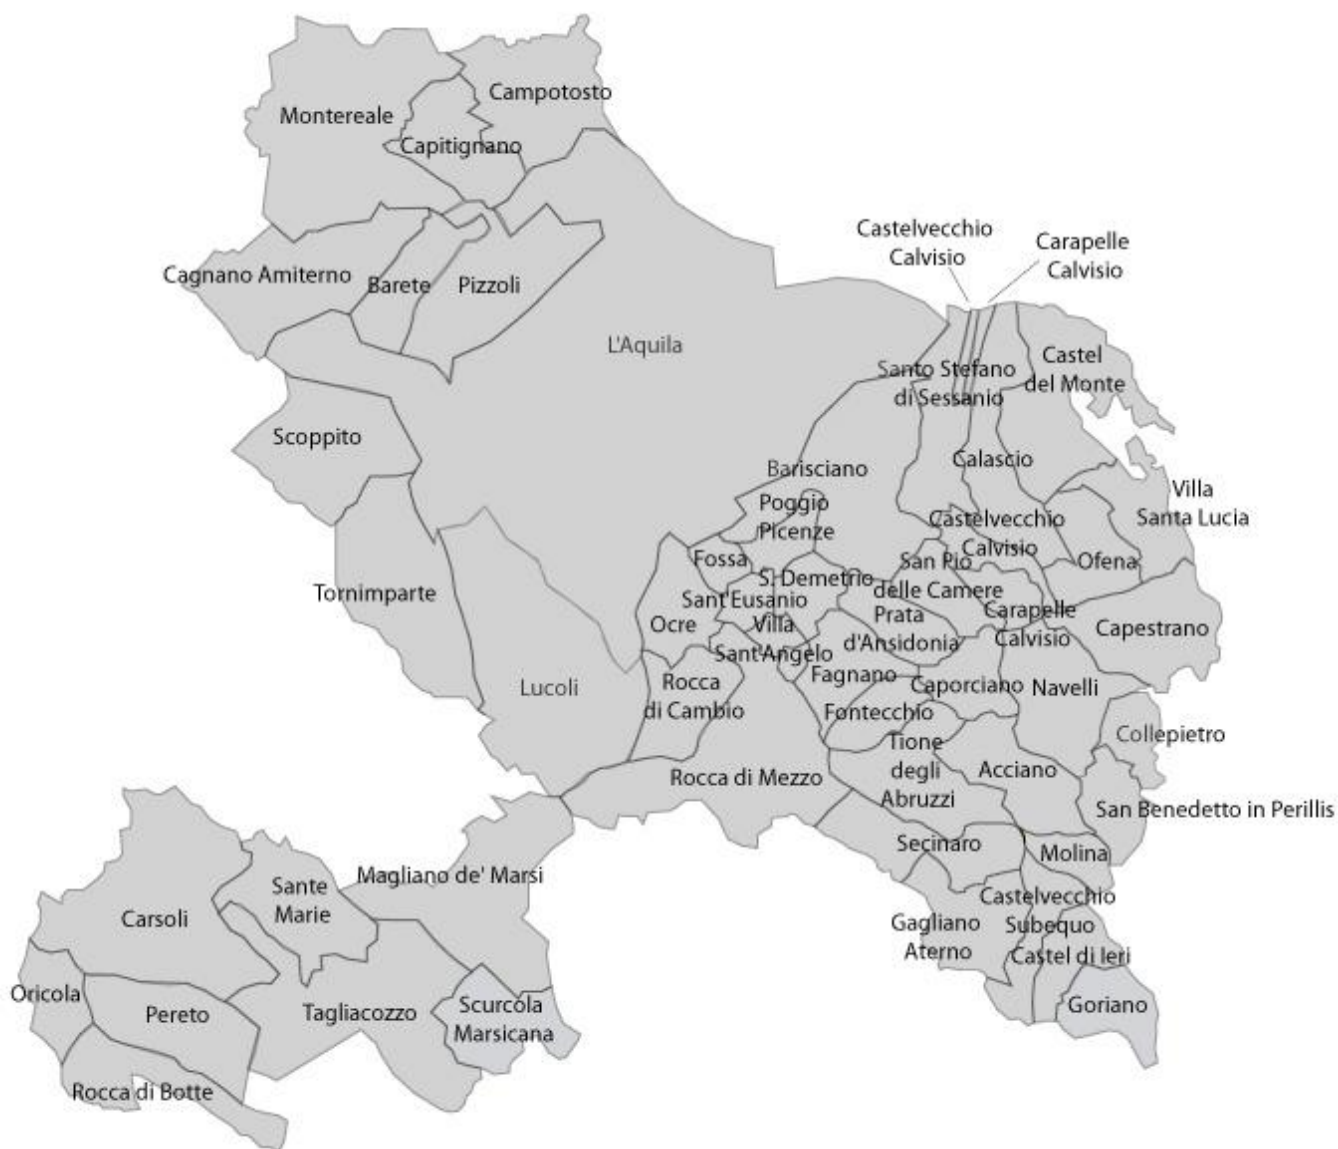 Campotosto
Montereale
Capitignano
Castelvecchio
Calvisio
Carapelle
Calvisio
Cagnano Amiterno
Barete
Pizzoli
L'Aquila
Castel
del Monte
Santo Stefano
di Sessanio
Scoppito
Barisciano
Calascio
Villa
Santa Lucia
Poggio
Picenze
Castelvecchio
Calvisio
Fossa
San Pio
delle Camere
Ofena
S. Demetrio
Tornimparte
Sant'Eusanio
Ocre
Villa
Sant'Angelo
Prata
d'Ansidonia
Carapelle
Calvisio
Capestrano
Lucoli
Rocca
di Cambio
Fagnano
Caporciano
Navelli
Fontecchio
Collepietro
Tione
degli
Abruzzi
Acciano
Rocca di Mezzo
San Benedetto in Perillis
Secinaro
Molina
Magliano de' Marsi
Sante
Marie
Castelvecchio
Subequo
Carsoli
Gagliano
Aterno
Castel di Ieri
Oricola
Pereto
Tagliacozzo
Scurcola
Marsicana
Goriano
Rocca di Botte